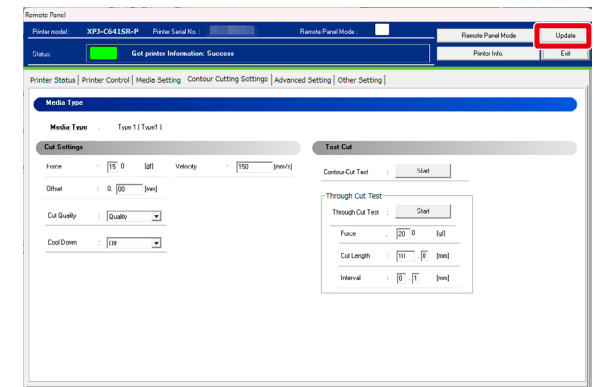 Remote Panel
Printer model : XPJ-C641SR-P Printer Serial No. : Remote Panel Mode : Remote Panel Mode Update
Status: Get printer Information: Success Printer Info. Exit
Printer Status Printer Control Media Setting Contour Cutting Settings Advanced Setting Other Setting
Media Type
Media Type : Type 1 [ Type1 ]
Cut Settings Test Cut
Force : 15 0 [gf] Velocity : 150 [mm/s] Contour-Cut Test : Start
Offset : 0. 00 [mm] Through Cut Test
Cut Quality : Quality Through Cut Test : Start
Cool Down : Off Force : 20 0 [gf]
Cut Length : 10 . 0 [mm]
Interval : 0 . 1 [mm]